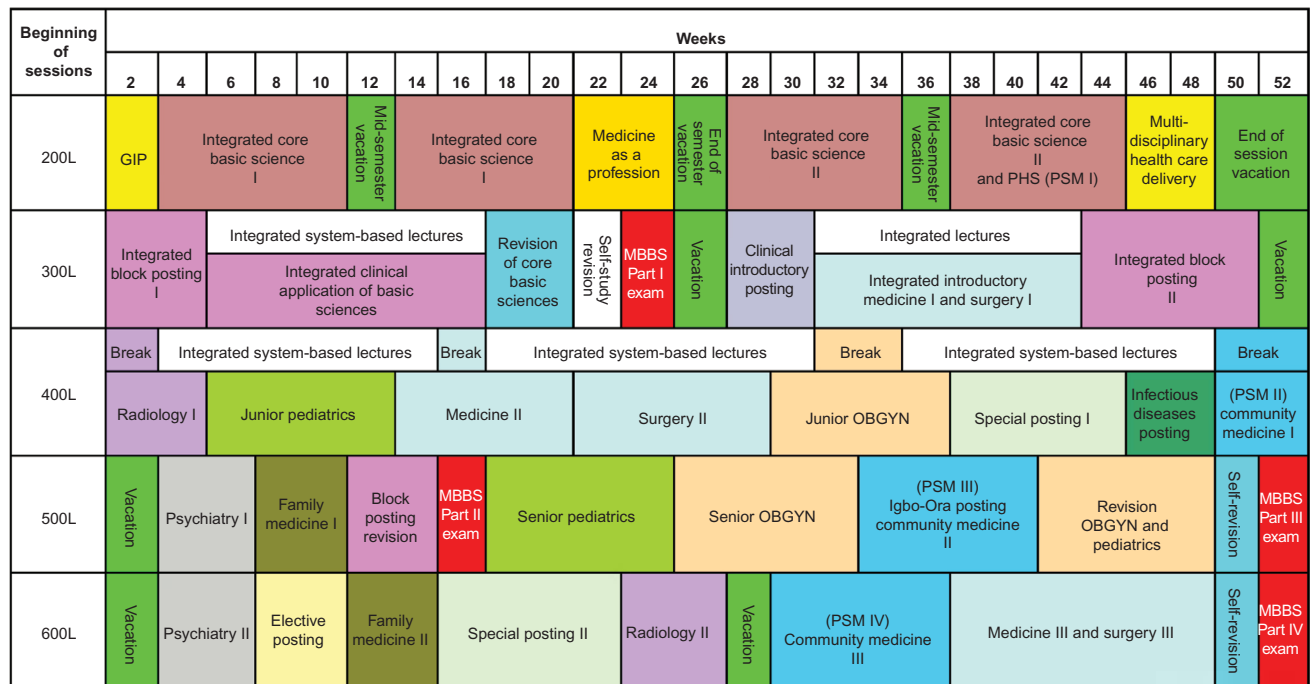 Beginning
of
sessions
Weeks
2 4 6 8 10 12 14 16 18 20 22 24 26 28 30 32 34 36 38 40 42 44 46 48 50 52
200L
GIP
Integrated core
basic science
I
Mid-semester
vacation
Integrated core
basic science
I
Medicine
as a
profession
End of
semester
vacation
Integrated core
basic science
II
Mid-semester
vacation
Integrated core
basic science
II
and PHS (PSM I)
Multi-
disciplinary
health care
delivery
End of
session
vacation
300L
Integrated
block posting
I
Integrated system-based lectures
Integrated clinical
application of basic
sciences
Revision
of core
basic
sciences
Self-study
revision
MBBS
Part I
exam
Vacation
Clinical
introductory
posting
Integrated lectures
Integrated introductory
medicine I and surgery I
Integrated block
posting
II
Vacation
400L
Break
Integrated system-based lectures
Break
Integrated system-based lectures
Break
Integrated system-based lectures
Break
Radiology I
Junior pediatrics
Medicine II
Surgery II
Junior OBGYN
Special posting I
Infectious
diseases
posting
(PSM II)
community
medicine I
500L
Vacation
Psychiatry I
Family
medicine I
Block
posting
revision
MBBS
Part II
exam
Senior pediatrics
Senior OBGYN
(PSM III)
Igbo-Ora posting
community medicine
II
Revision
OBGYN and
pediatrics
Self-revision
MBBS
Part III
exam
600L
Vacation
Psychiatry II
Elective
posting
Family
medicine II
Special posting II
Radiology II
Vacation
(PSM IV)
Community medicine
III
Medicine III and surgery III
Self-revision
MBBS
Part IV
exam